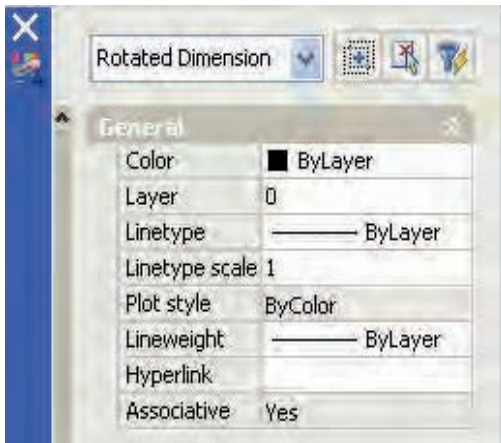 Rotated Dimension
General
Color ByLayer
Layer 0
Linetype ByLayer
Linetype scale 1
Plot style ByColor
Lineweight ByLayer
Hyperlink
Associative Yes